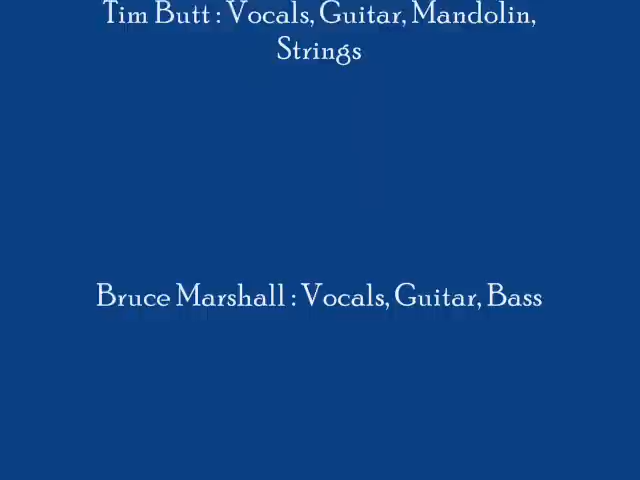 Tim Butt : Vocals, Guitar, Mandolin,
Strings
Bruce Marshall : Vocals, Guitar, Bass